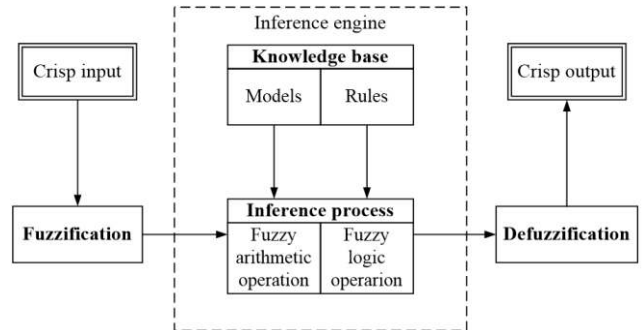 Inference engine
Crisp input
Knowledge base
Models
Rules
Crisp output
Fuzzification
Inference process
Fuzzy
arithmetic
operation
Fuzzy
logic
operarion
Defuzzification